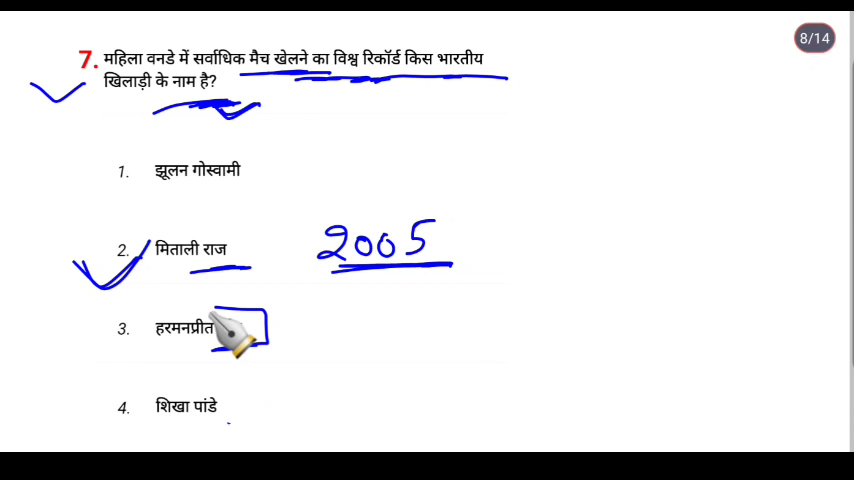 8/14
7. महिला वनडे में सर्वाधिक मैच खेलने का विश्व रिकॉर्ड किस भारतीय
खिलाड़ी के नाम है?
1. झूलन गोस्वामी
2. मिताली राज
2005
3. हरमनप्रीत
4. शिखा पांडे